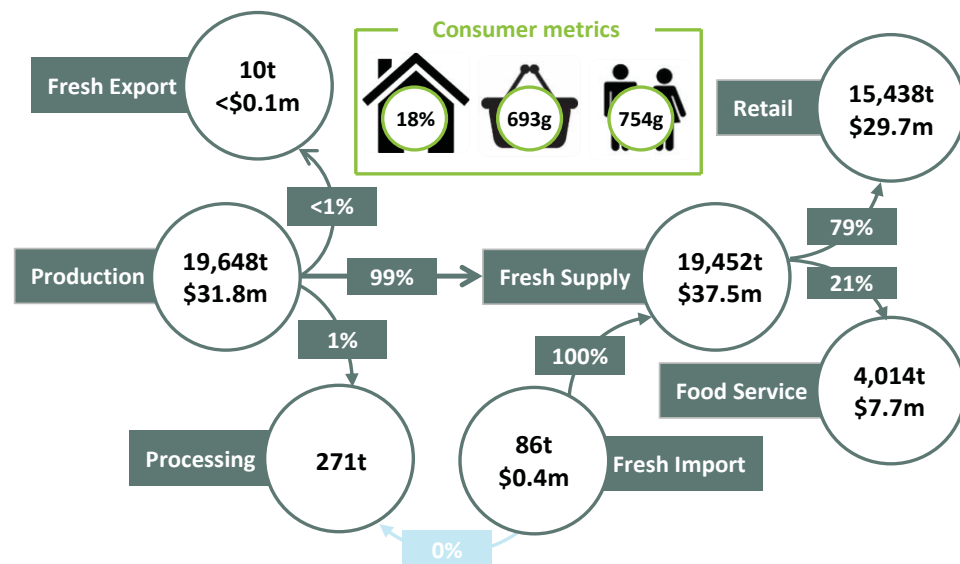 Consumer metrics
Fresh Export
10t
<$0.1m
18%
693g
754g
Retail
15,438t
$29.7m
<1%
79%
Production
19,648t
$31.8m
99%
Fresh Supply
19,452t
$37.5m
21%
1%
100%
Food Service
4,014t
$7.7m
Processing
271t
86t
$0.4m
Fresh Import
0%